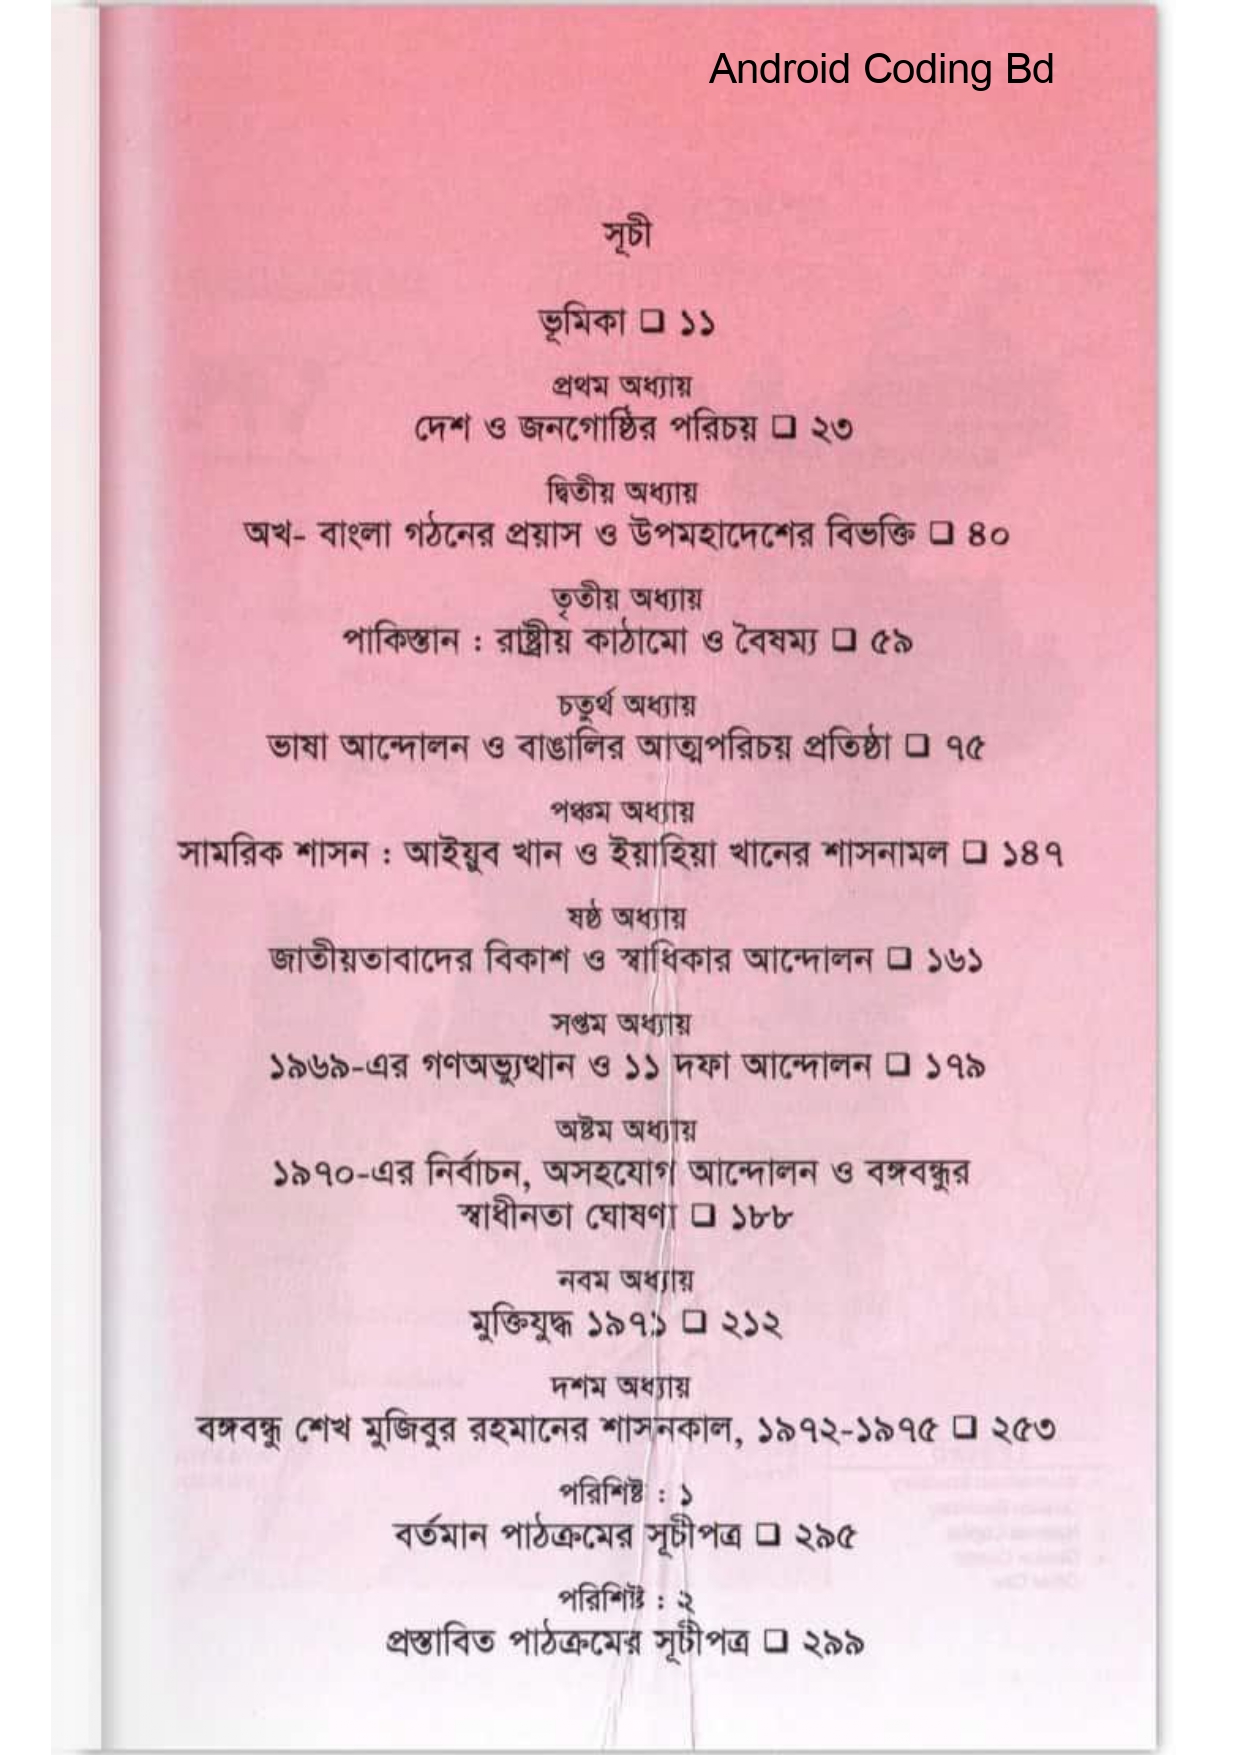 Android Coding Bd
সূচী
ভূমিকা ❑ ১১
প্রথম অধ্যায়
দেশ ও জনগোষ্ঠির পরিচয় ❑ ২৩
দ্বিতীয় অধ্যায়
অখ- বাংলা গঠনের প্রয়াস ও উপমহাদেশের বিভক্তি ❑ ৪০
তৃতীয় অধ্যায়
পাকিস্তান : রাষ্ট্রীয় কাঠামো ও বৈষম্য ❑ ৫৯
চতুর্থ অধ্যায়
ভাষা আন্দোলন ও বাঙালির আত্মপরিচয় প্রতিষ্ঠা ❑ ৭৫
পঞ্চম অধ্যায়
সামরিক শাসন : আইয়ুব খান ও ইয়াহিয়া খানের শাসনামল ❑ ১৪৭
ষষ্ঠ অধ্যায়
জাতীয়তাবাদের বিকাশ ও স্বাধিকার আন্দোলন ❑ ১৬১
সপ্তম অধ্যায়
১৯৬৯-এর গণঅভ্যুত্থান ও ১১ দফা আন্দোলন ❑ ১৭৯
অষ্টম অধ্যায়
১৯৭০-এর নির্বাচন, অসহযোগ আন্দোলন ও বঙ্গবন্ধুর
স্বাধীনতা ঘোষণা ❑ ১৮৮
নবম অধ্যায়
মুক্তিযুদ্ধ ১৯৭১ ❑ ২১২
দশম অধ্যায়
বঙ্গবন্ধু শেখ মুজিবুর রহমানের শাসনকাল, ১৯৭২-১৯৭৫ ❑ ২৫৩
পরিশিষ্ট : ১
বর্তমান পাঠক্রমের সূচীপত্র ❑ ২৯৫
পরিশিষ্ট : ২
প্রস্তাবিত পাঠক্রমের সূচীপত্র ❑ ২৯৯